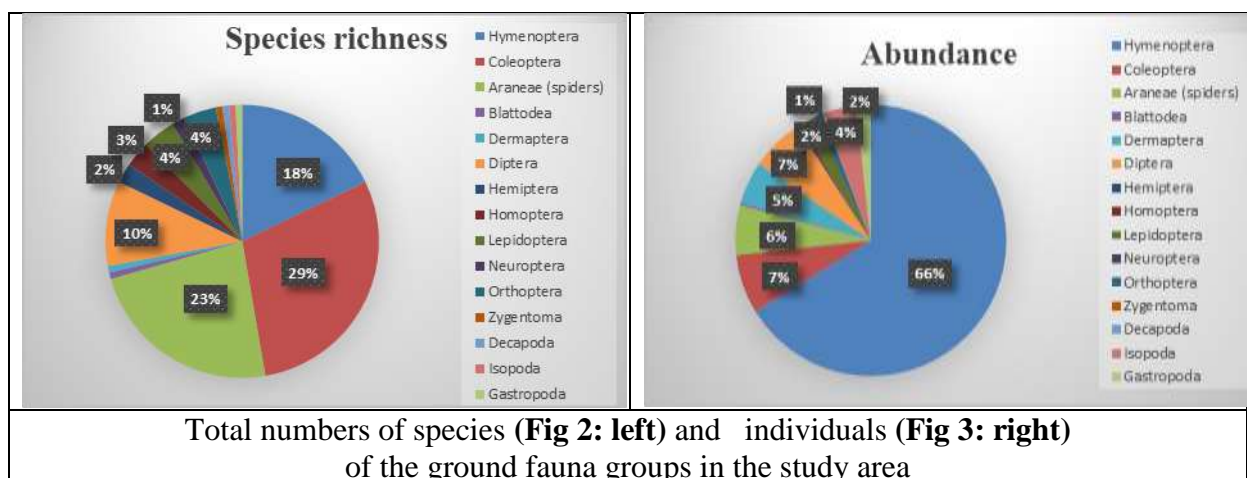 Species richness
1%
3%
4%
4%
2%
10%
18%
29%
23%
Hymenoptera
Coleoptera
Araneae (spiders)
Blattodea
Dermaptera
Diptera
Hemiptera
Homoptera
Lepidoptera
Neuroptera
Orthoptera
Zygentoma
Decapoda
Isopoda
Gastropoda
Abundance
1%
2%
2%
4%
7%
5%
6%
7%
66%
Hymenoptera
Coleoptera
Araneae (spiders)
Blattodea
Dermaptera
Diptera
Hemiptera
Homoptera
Lepidoptera
Neuroptera
Orthoptera
Zygentoma
Decapoda
Isopoda
Gastropoda
Total numbers of species (Fig 2: left) and individuals (Fig 3: right)
of the ground fauna groups in the study area